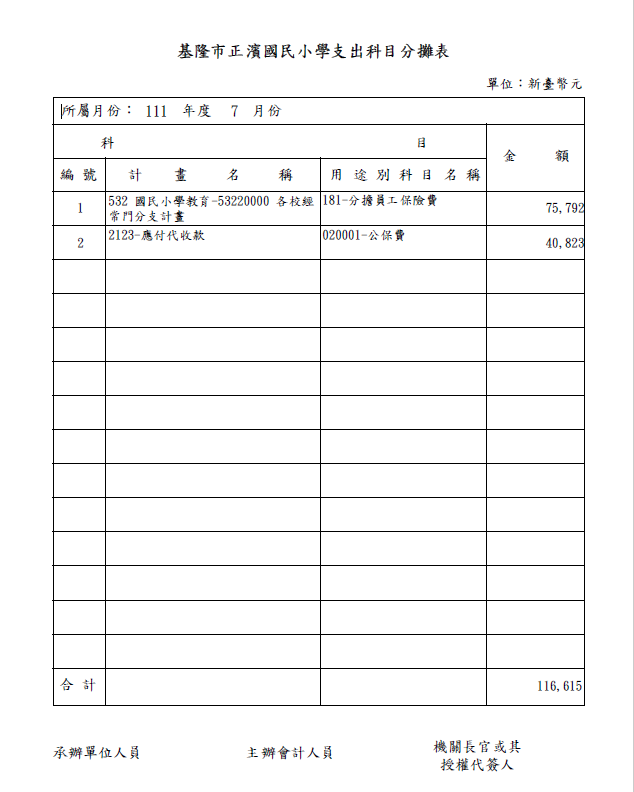 基隆市正濱國民小學支出科目分攤表
單位：新臺幣元
所屬月份： 111 年度 7 月份
科 目 金 額
編號 計畫名稱 用途別科目名稱
1 532 國民小學教育-53220000 各校經常門分支計畫 181-分擔員工保險費 75,792
2 2123-應付代收款 020001-公保費 40,823
合計 116,615
承辦單位人員 主辦會計人員 機關長官或其
授權代簽人